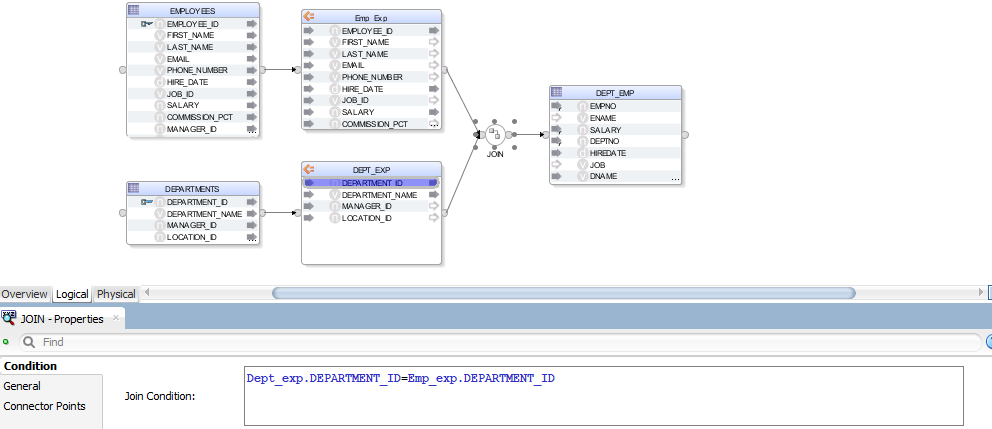 EMPLOYEES
EMPLOYEE_ID
FIRST_NAME
LAST_NAME
EMAIL
PHONE_NUMBER
HIRE_DATE
JOB_ID
SALARY
COMMISSION_PCT
MANAGER_ID
...
Emp_Exp
EMPLOYEE_ID
FIRST_NAME
LAST_NAME
EMAIL
PHONE_NUMBER
HIRE_DATE
JOB_ID
SALARY
COMMISSION_PCT
...
DEPARTMENTS
DEPARTMENT_ID
DEPARTMENT_NAME
MANAGER_ID
LOCATION_ID
...
DEPT_EXP
DEPARTMENT_ID
DEPARTMENT_NAME
MANAGER_ID
LOCATION_ID
JOIN
DEPT_EMP
EMPNO
ENAME
SALARY
DEPTNO
HIREDATE
JOB
DNAME
...
Overview Logical Physical
JOIN - Properties
Find
Condition
General
Connector Points
Join Condition:
Dept_exp.DEPARTMENT_ID=Emp_exp.DEPARTMENT_ID